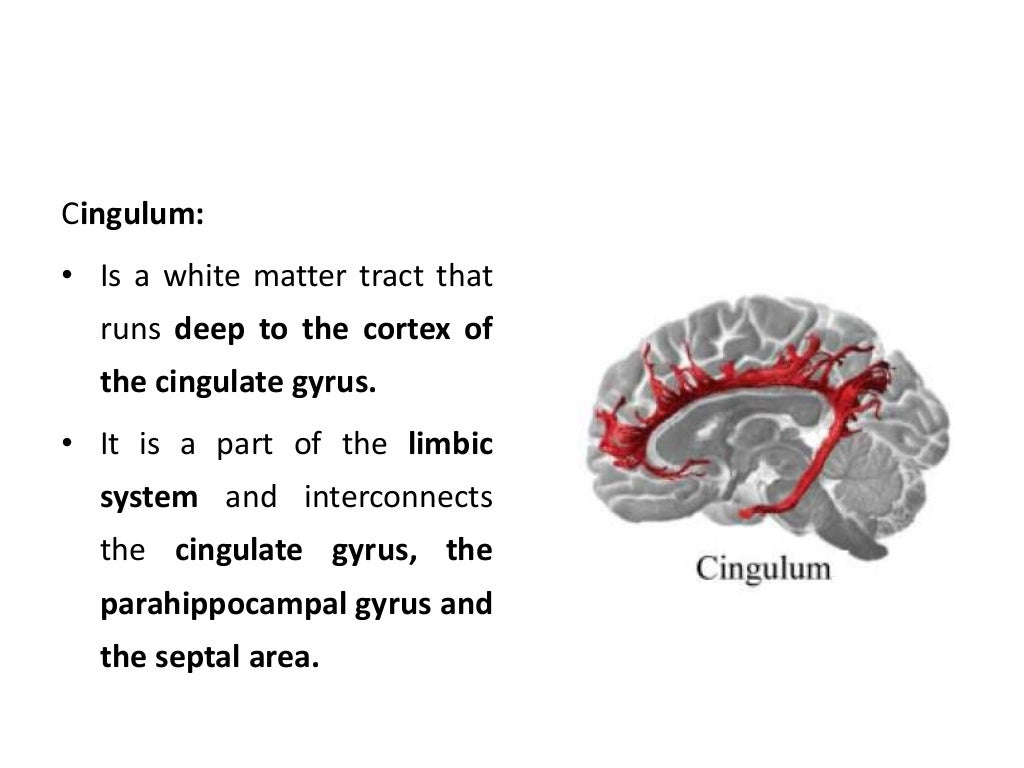 Cingulum:
• Is a white matter tract that
runs deep to the cortex of
the cingulate gyrus.
• It is a part of the limbic
system and interconnects
the cingulate gyrus, the
parahippocampal gyrus and
the septal area.
Cingulum